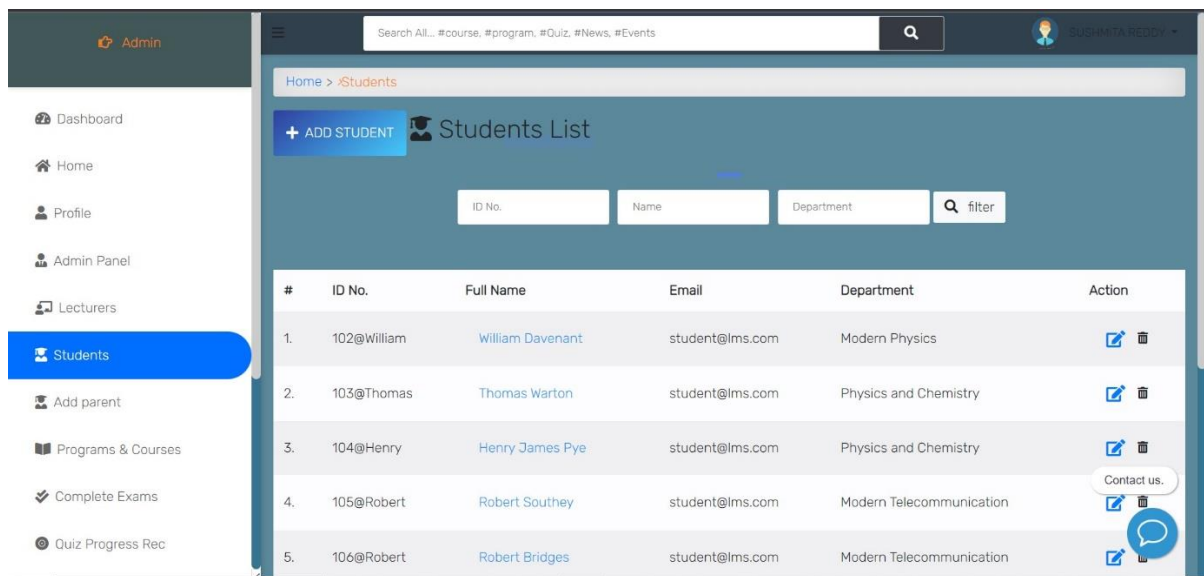 Admin
Search All... #course, #program, #Quiz, #News, #Events
SUSHMITA REDDY
Home > /Students
Dashboard
Home
Profile
Admin Panel
Lecturers
Students
Add parent
Programs & Courses
Complete Exams
Quiz Progress Rec
+ ADD STUDENT
Students List
ID No. Name Department filter
# ID No. Full Name Email Department Action
1. 102@William William Davenant student@lms.com Modern Physics
2. 103@Thomas Thomas Warton student@lms.com Physics and Chemistry
3. 104@Henry Henry James Pye student@lms.com Physics and Chemistry
4. 105@Robert Robert Southey student@lms.com Modern Telecommunication
5. 106@Robert Robert Bridges student@lms.com Modern Telecommunication
Contact us.